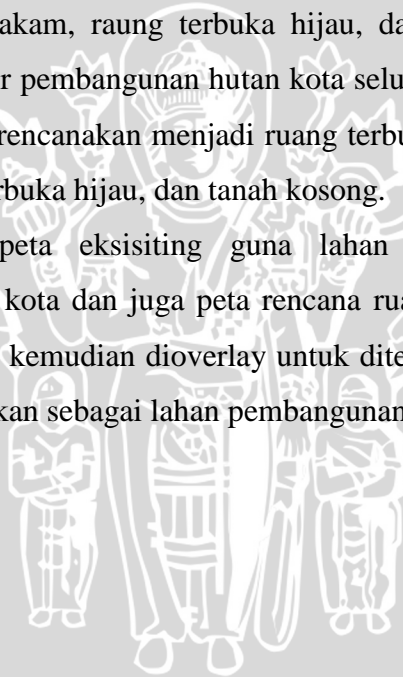 akam, raung terbuka hijau, da
r pembangunan hutan kota selu
rencanakan menjadi ruang terbu
rbuka hijau, dan tanah kosong.
peta eksisiting guna lahan
kota dan juga peta rencana rua
kemudian dioverlay untuk dite
kan sebagai lahan pembangunan